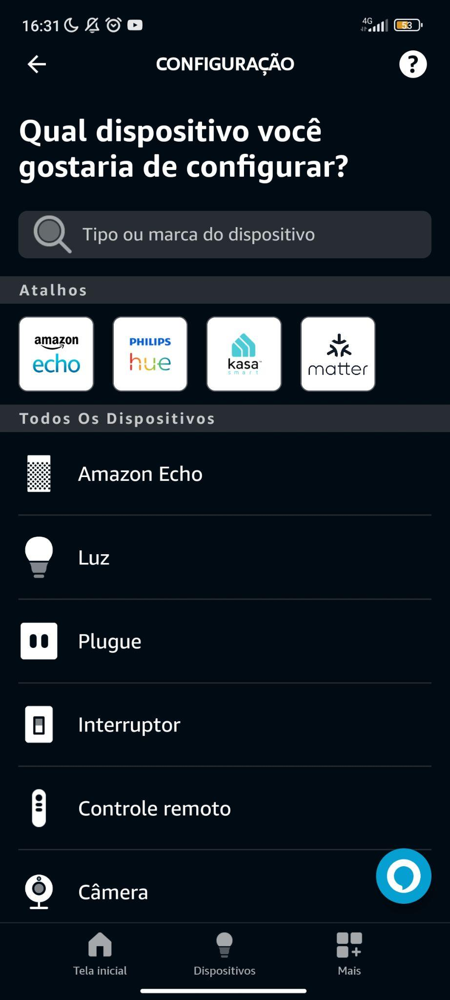 16:31
4G
53
CONFIGURAÇÃO
?
Qual dispositivo você
gostaria de configurar?
Tipo ou marca do dispositivo
Atalhos
amazon
echo
PHILIPS
hue
kasa™
smart
matter
Todos Os Dispositivos
Amazon Echo
Luz
Plugue
Interruptor
Controle remoto
Câmera
Tela inicial
Dispositivos
Mais